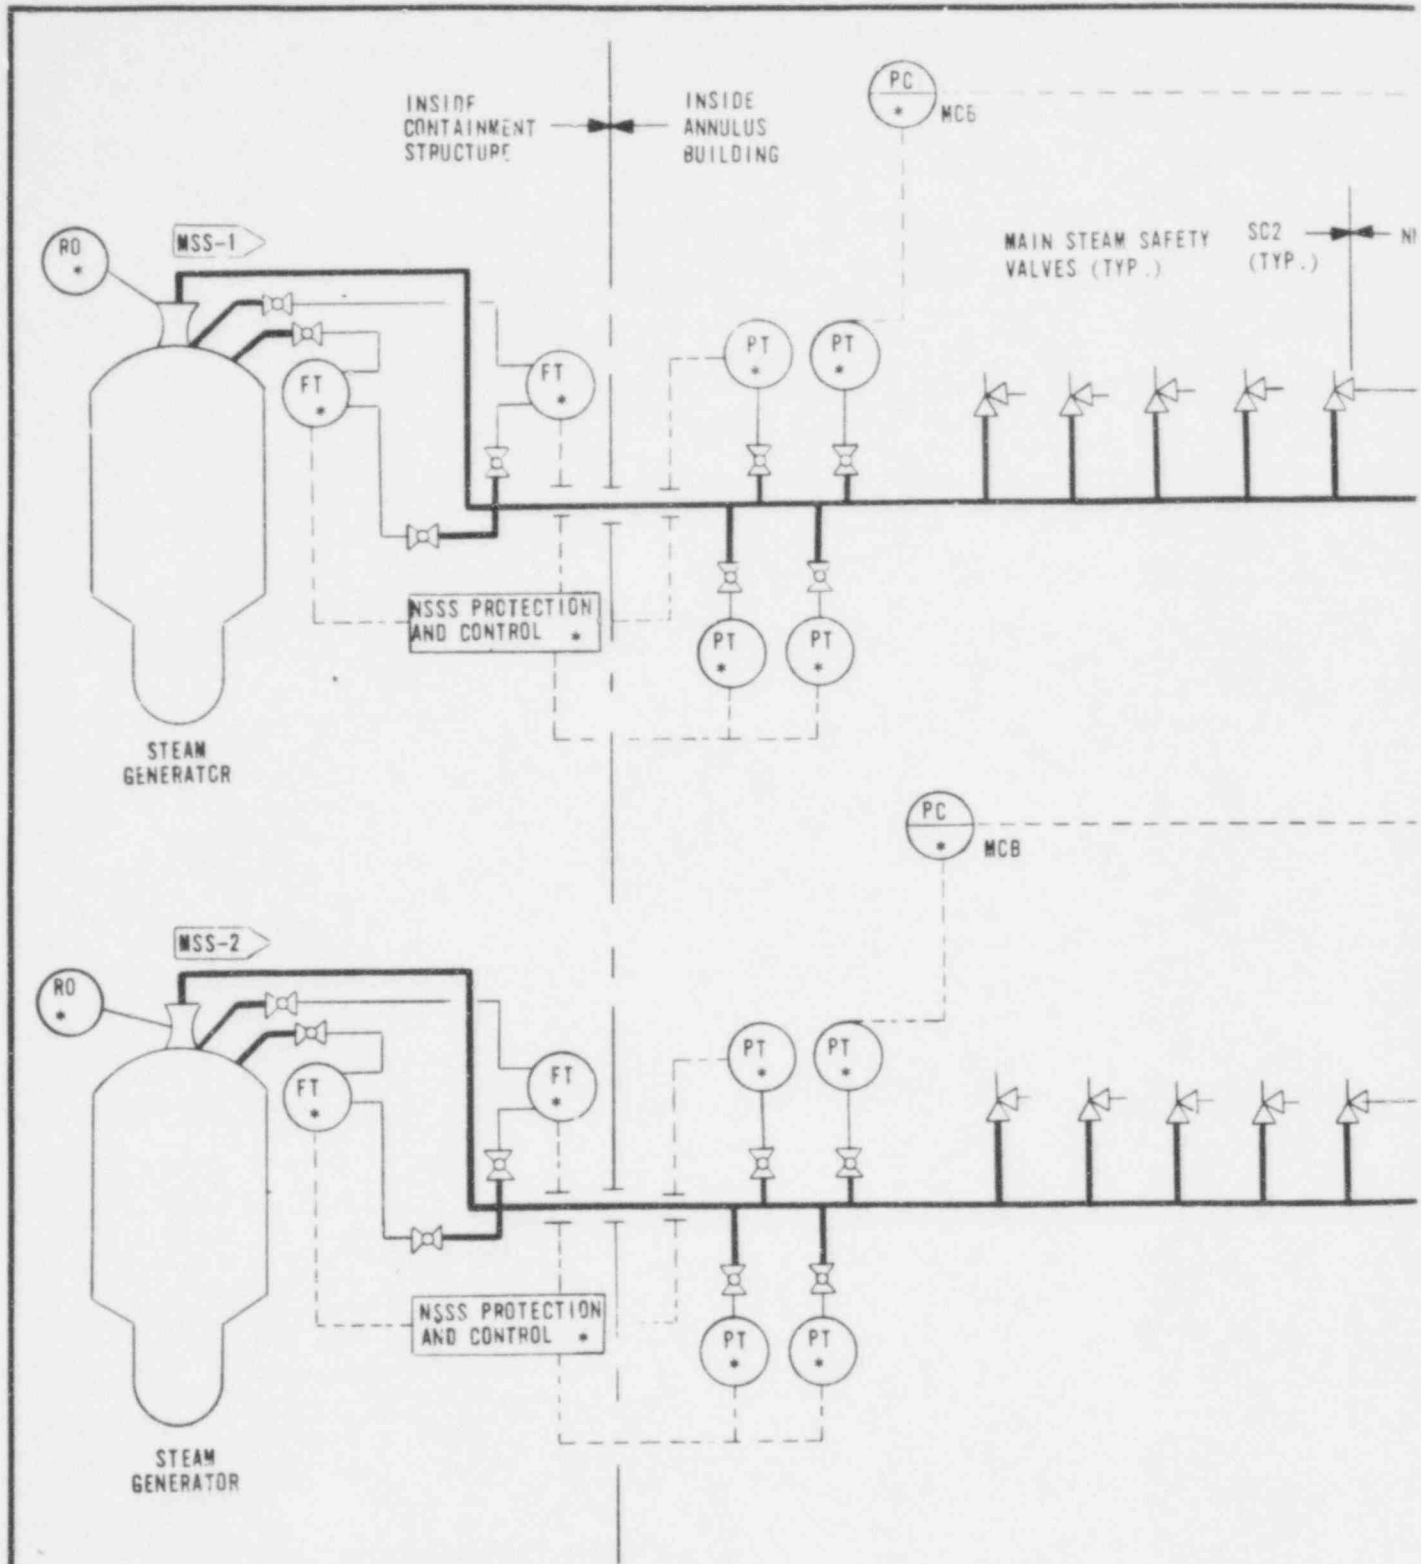 INSIDE
CONTAINMENT
STRUCTURE
INSIDE
ANNULUS
BUILDING
PC
*
MCB
RO
*
MSS-1
MAIN STEAM SAFETY
VALVES (TYP.)
SC2
(TYP.)
FT
*
FT
*
PT
*
PT
*
NSSS PROTECTION
AND CONTROL *
PT
*
PT
*
STEAM
GENERATOR
PC
*
MCB
MSS-2
RO
*
FT
*
FT
*
PT
*
PT
*
NSSS PROTECTION
AND CONTROL *
PT
*
PT
*
STEAM
GENERATOR